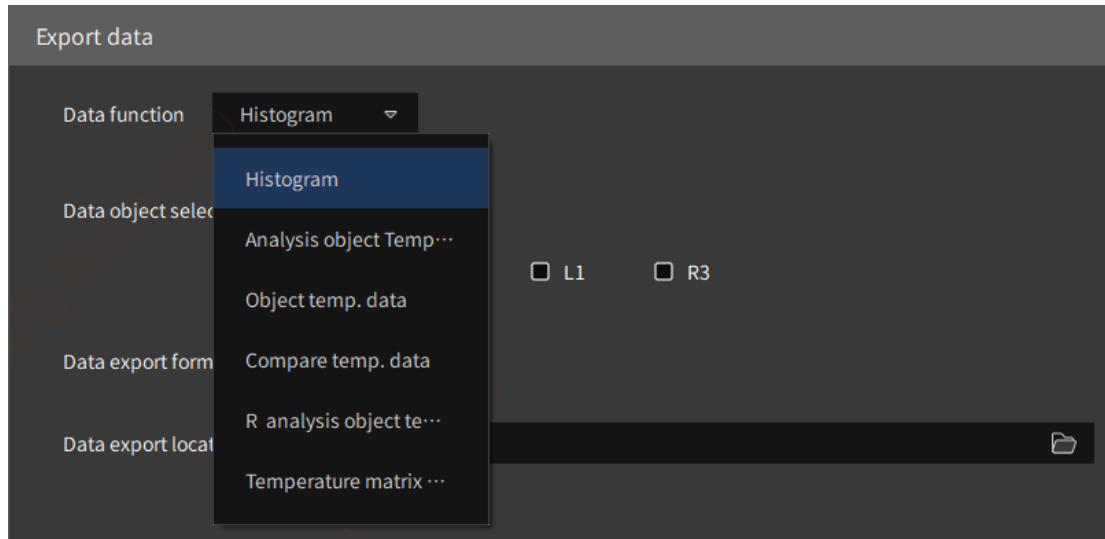 Export data
Data function
Histogram
Histogram
Data object selec
Analysis object Temp···
L1
R3
Object temp. data
Data export form
Compare temp. data
R analysis object te···
Data export locat
Temperature matrix ···